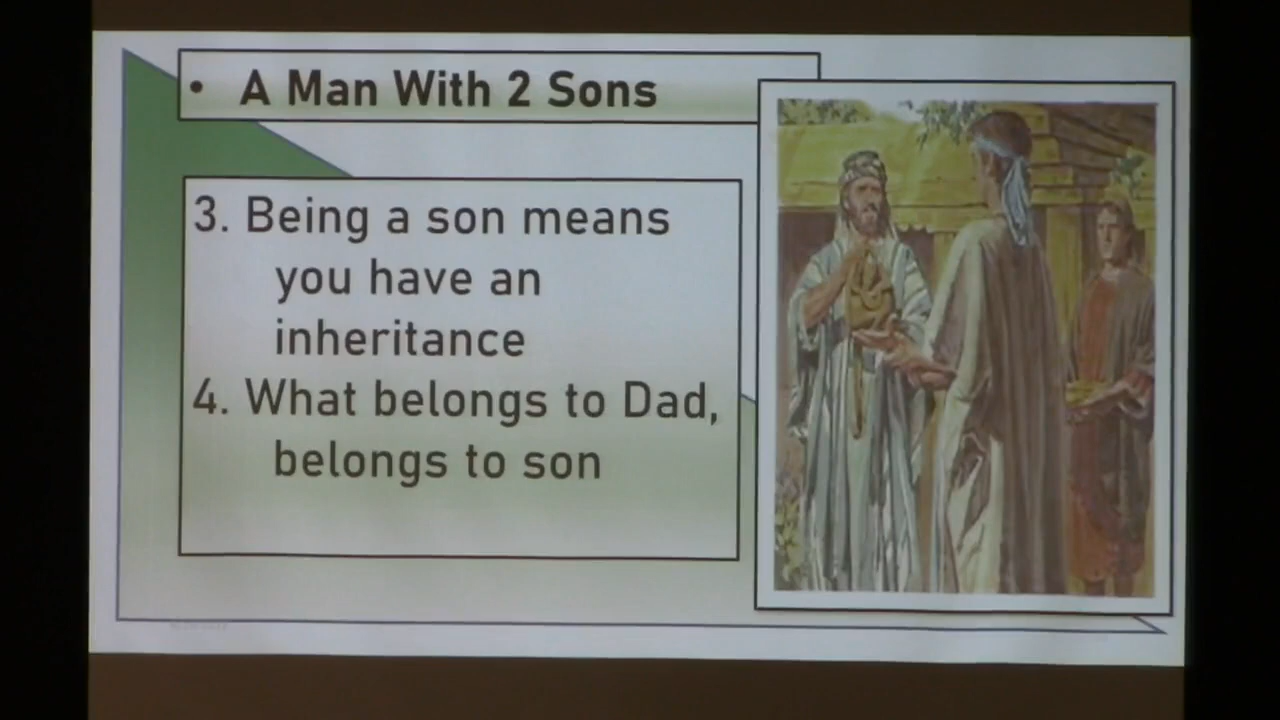 • A Man With 2 Sons
3. Being a son means
you have an
inheritance
4. What belongs to Dad,
belongs to son